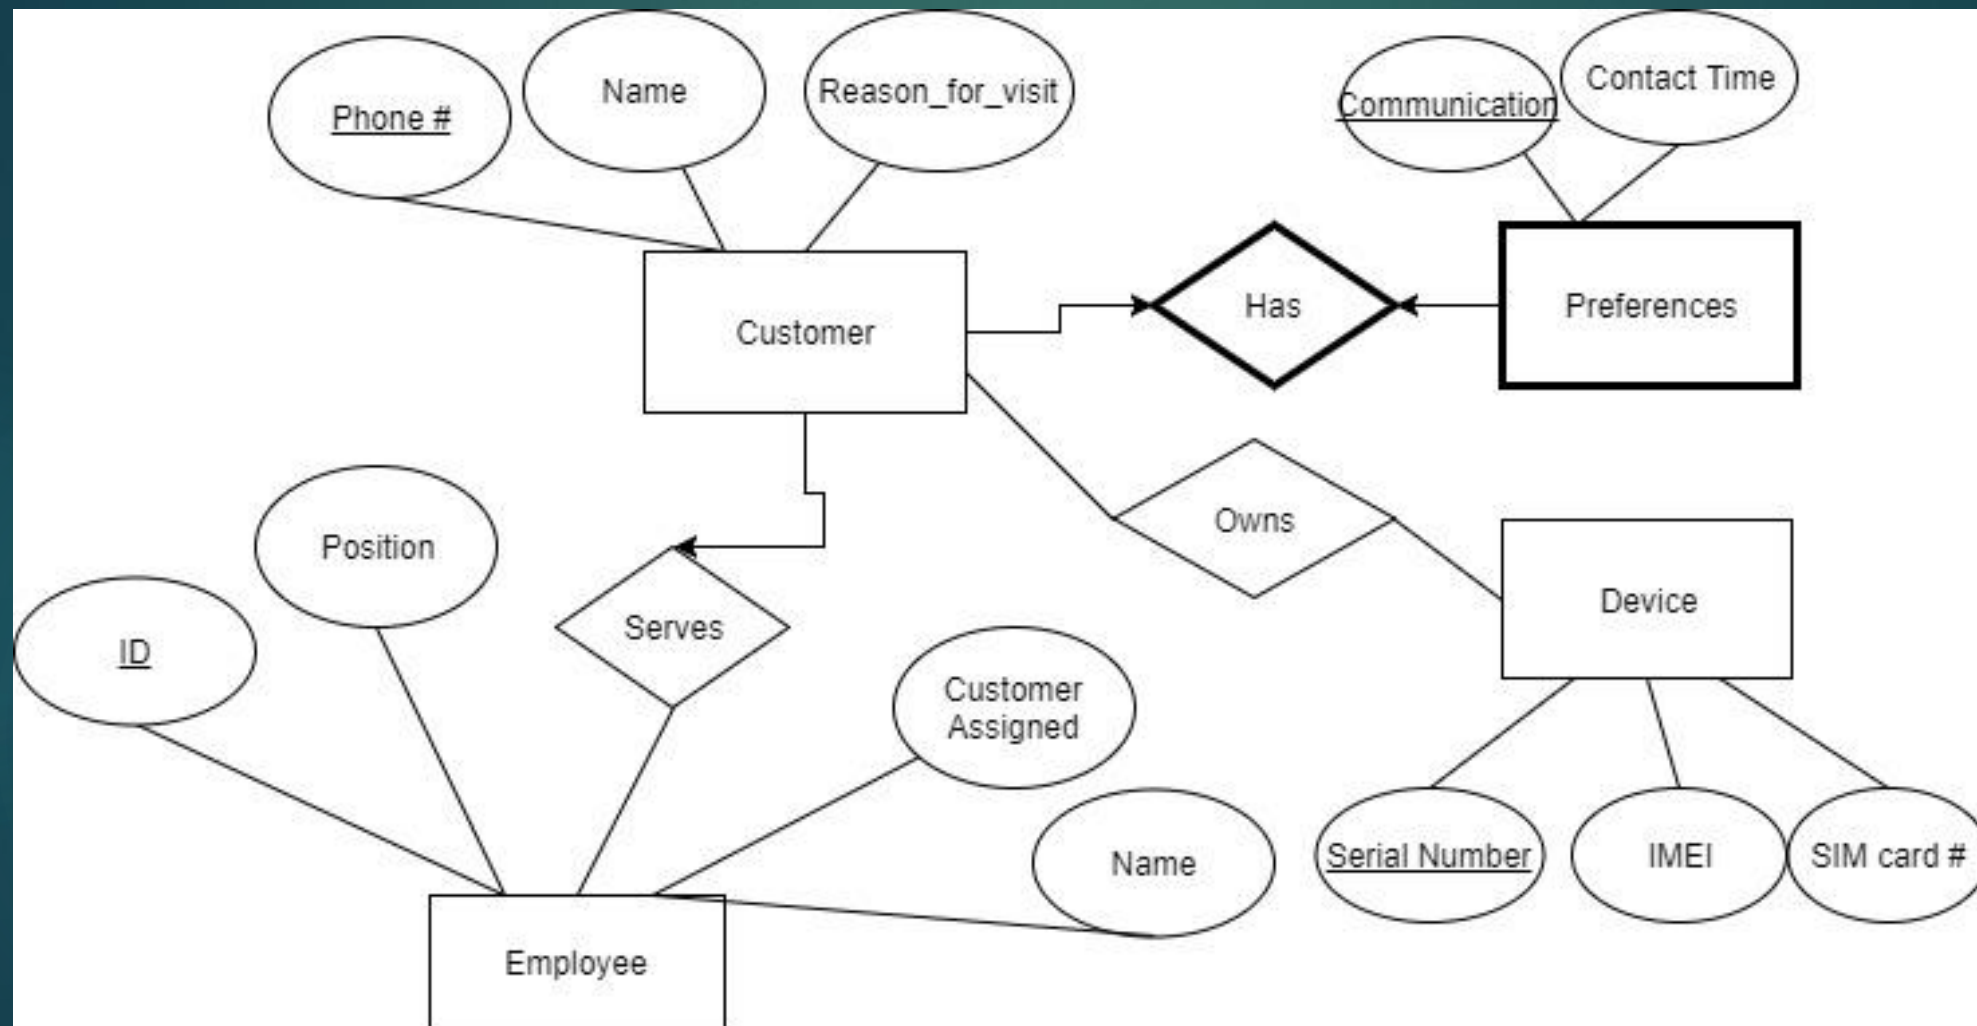 Phone #
Name
Reason_for_visit
Communication
Contact Time
Customer
Has
Preferences
Position
ID
Serves
Owns
Device
Customer
Assigned
Name
Serial Number
IMEI
SIM card #
Employee